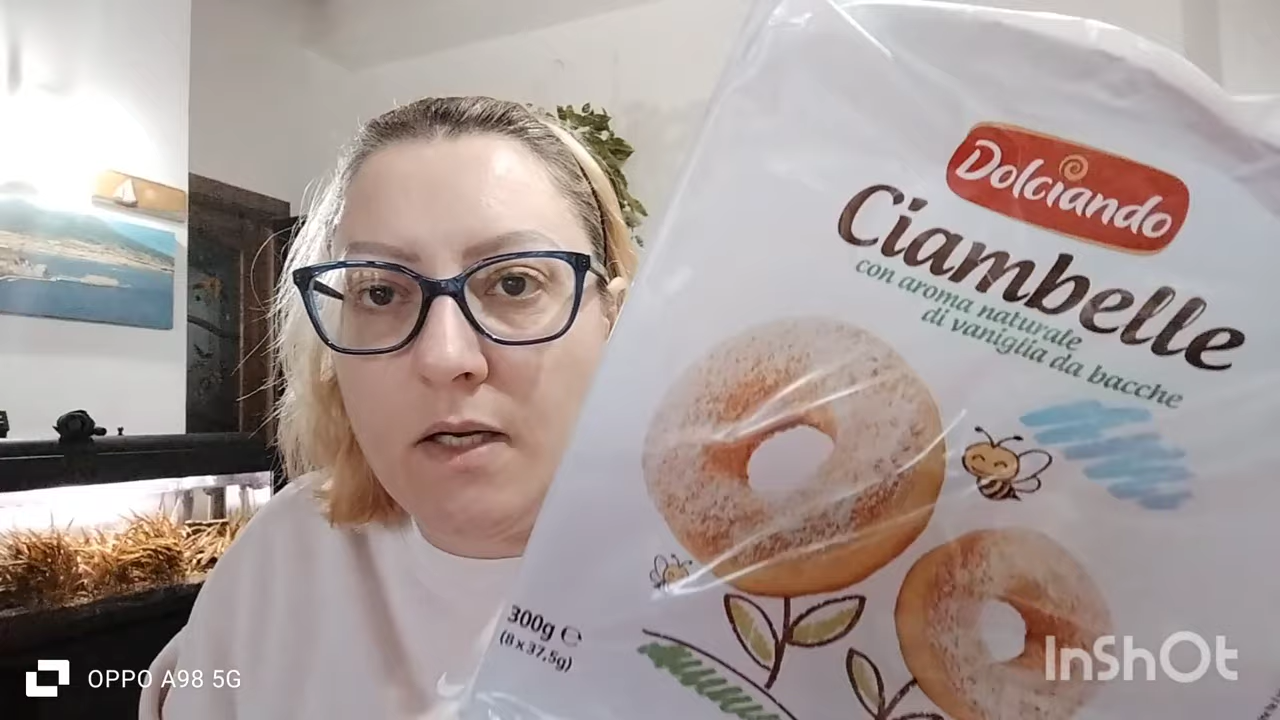 Dolciando
Ciambelle
con aroma naturale
di vaniglia da bacche
300g ℮
(8 x 37,5g)
InShOt
OPPO A98 5G